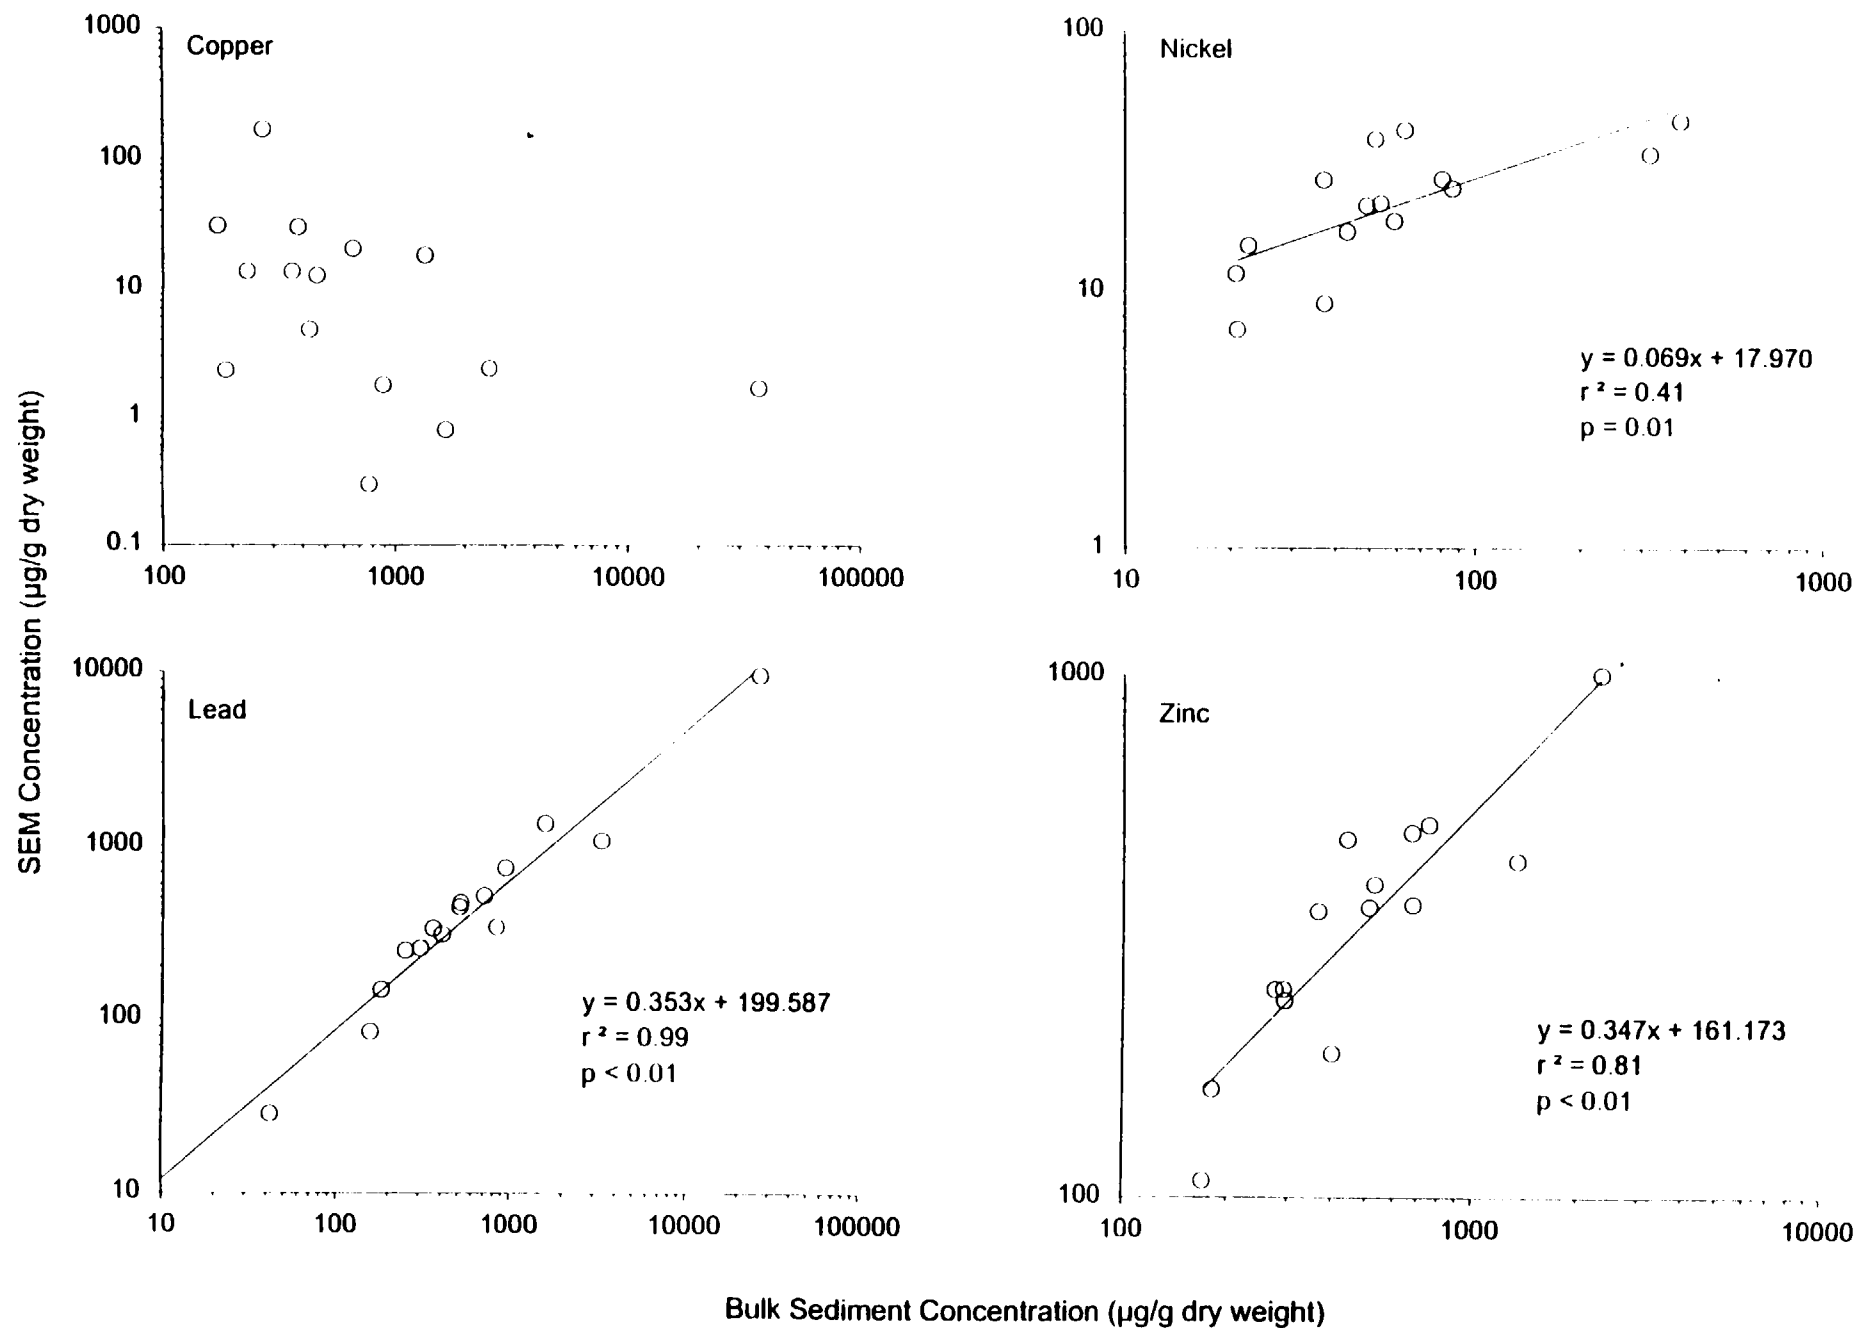 SEM Concentration (µg/g dry weight)
Copper
1000
100
10
1
0.1
100 1000 10000 100000
Nickel
100
10
1
10 100 1000
y = 0.069x + 17.970
r ² = 0.41
p = 0.01
Lead
10000
1000
100
10
10 100 1000 10000 100000
y = 0.353x + 199.587
r ² = 0.99
p < 0.01
Zinc
1000
100
100 1000 10000
y = 0.347x + 161.173
r ² = 0.81
p < 0.01
Bulk Sediment Concentration (µg/g dry weight)